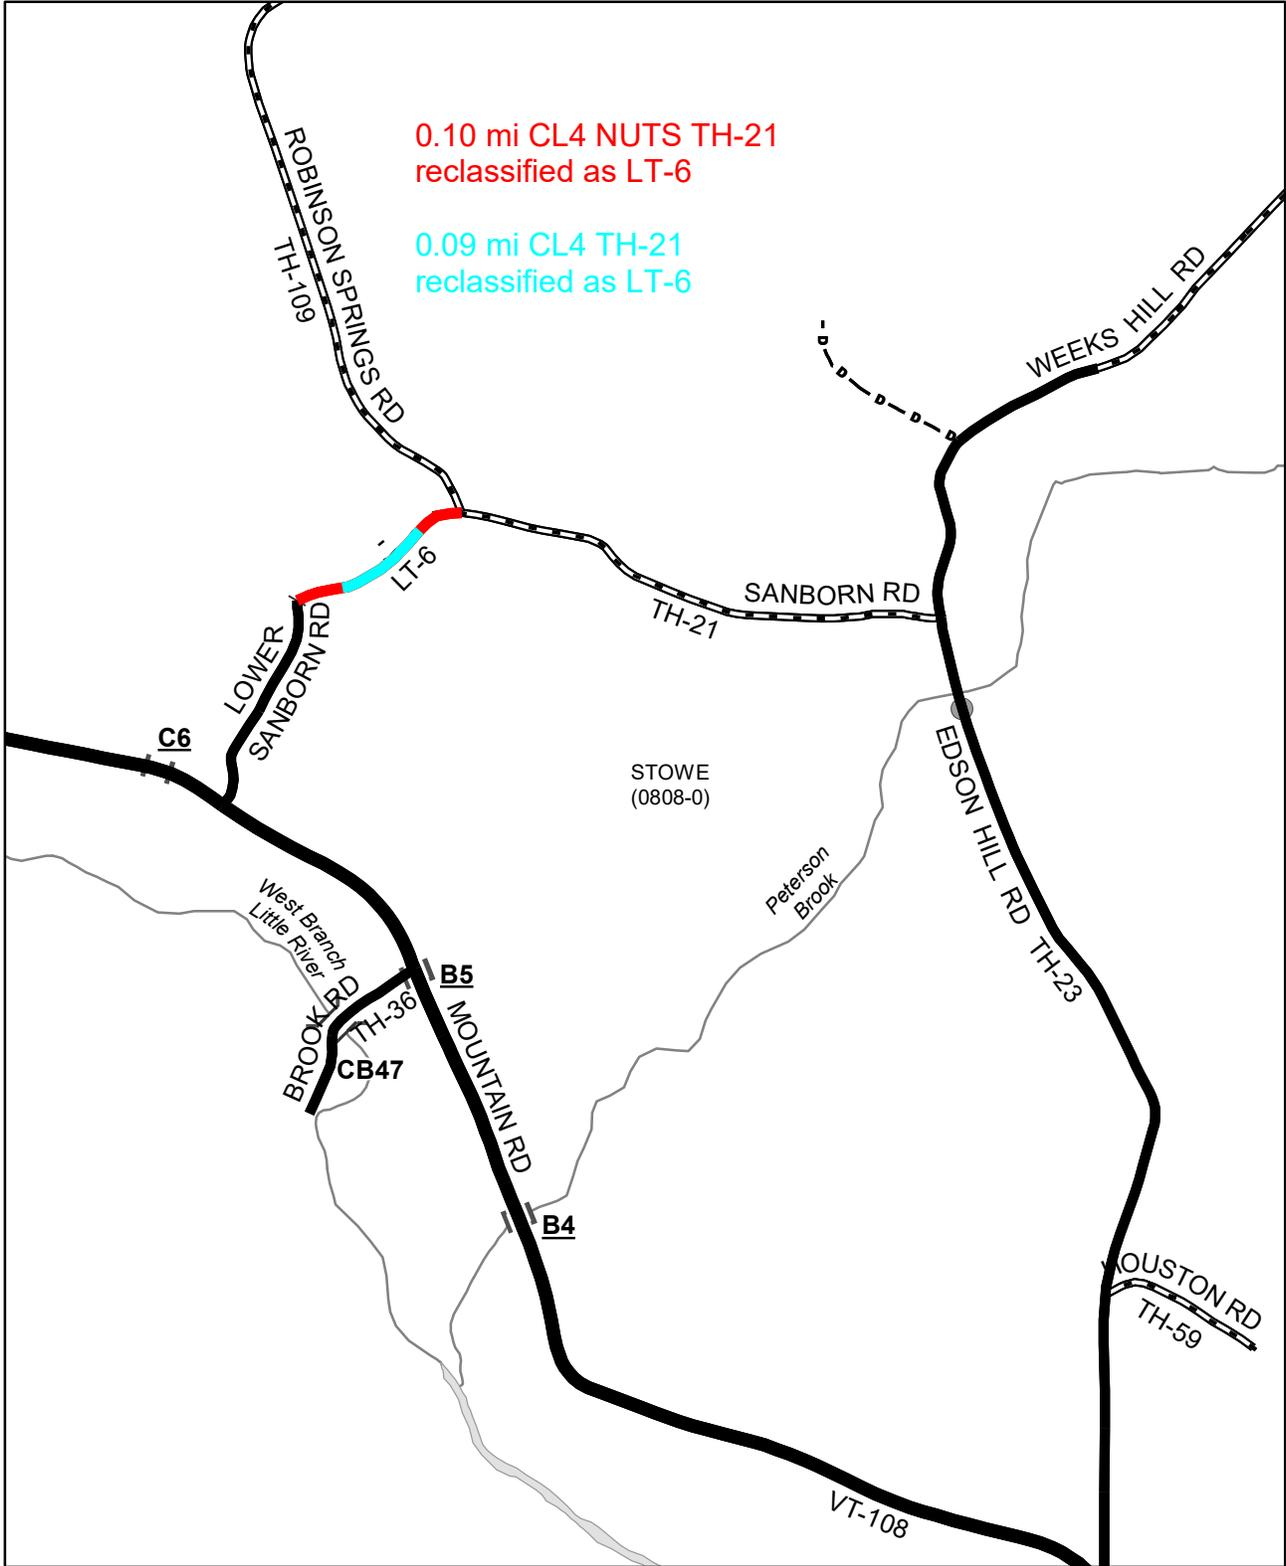 0.10 mi CL4 NUTS TH-21
reclassified as LT-6
0.09 mi CL4 TH-21
reclassified as LT-6
ROBINSON SPRINGS RD
TH-109
WEEKS HILL RD
D
D
D
D
D
LT-6
SANBORN RD
TH-21
LOWER
SANBORN RD
C6
STOWE
(0808-0)
EDSON HILL RD TH-23
Peterson
Brook
West Branch
Little River
B5
BROOK RD
TH-36
CB47
MOUNTAIN RD
B4
HOUSTON RD
TH-59
VT-108